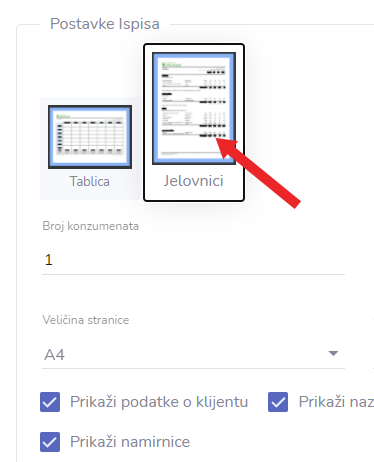 Postavke Ispisa
Tablica
Jelovnici
Broj konzumenata
1
Veličina stranice
A4
Prikaži podatke o klijentu
Prikaži naz
Prikaži namirnice